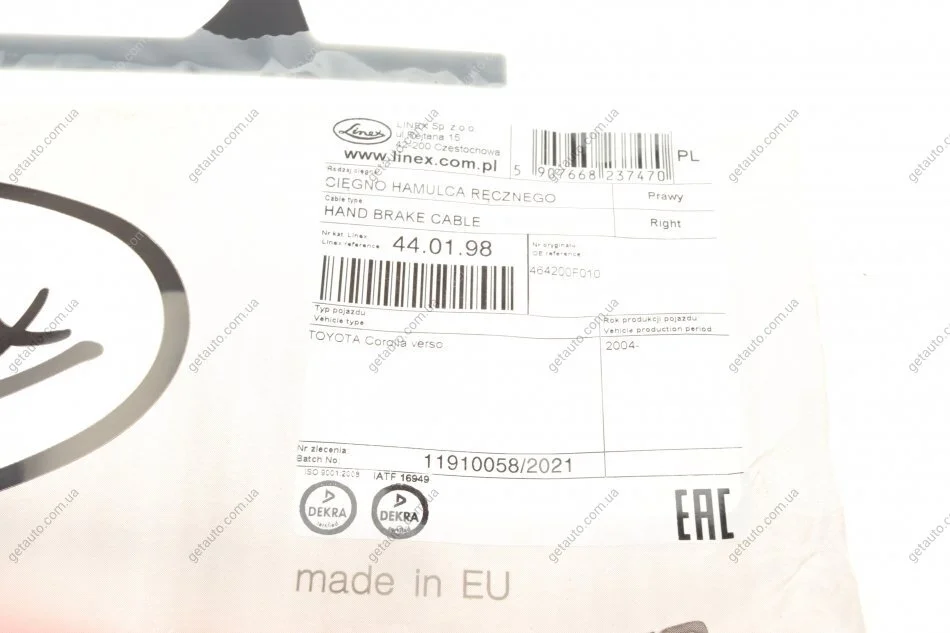 Linex
LINEX Sp. z o.o.
ul. Rejtana 15
42-200 Częstochowa
www.linex.com.pl
5 907668 237470
PL
Rodzaj cięgna
CIĘGNO HAMULCA RĘCZNEGO
Prawy
Cable type
HAND BRAKE CABLE
Right
Nr kat. Linex
Linex reference
44.01.98
Nr oryginału
OE reference
464200F010
Typ pojazdu
Vehicle type
Rok produkcji pojazdu
Vehicle production period
TOYOTA Corolla verso
2004-
Nr zlecenia
Batch No.
11910058/2021
ISO 9001:2008
IATF 16949
DEKRA
DEKRA
EAC
made in EU
getauto.com.ua